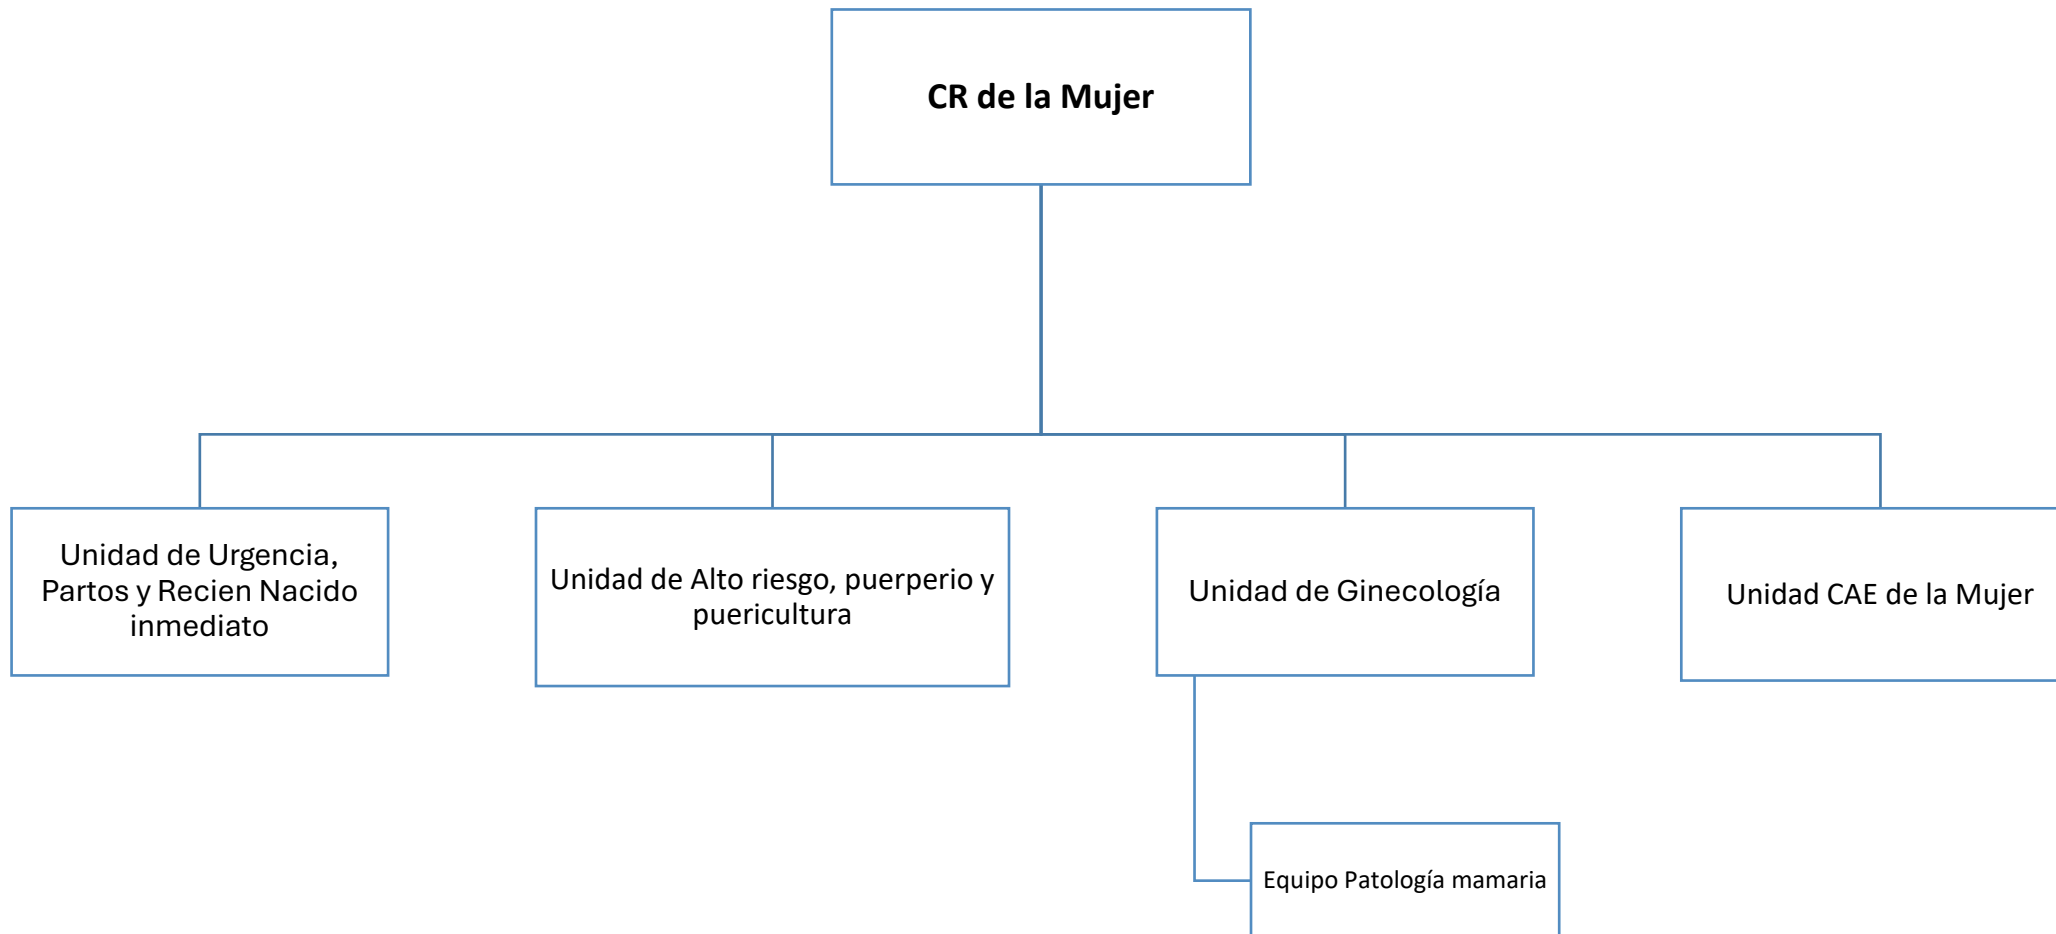 CR de la Mujer
Unidad de Urgencia,
Partos y Recien Nacido
inmediato
Unidad de Alto riesgo, puerperio y
puericultura
Unidad de Ginecología
Unidad CAE de la Mujer
Equipo Patología mamaria